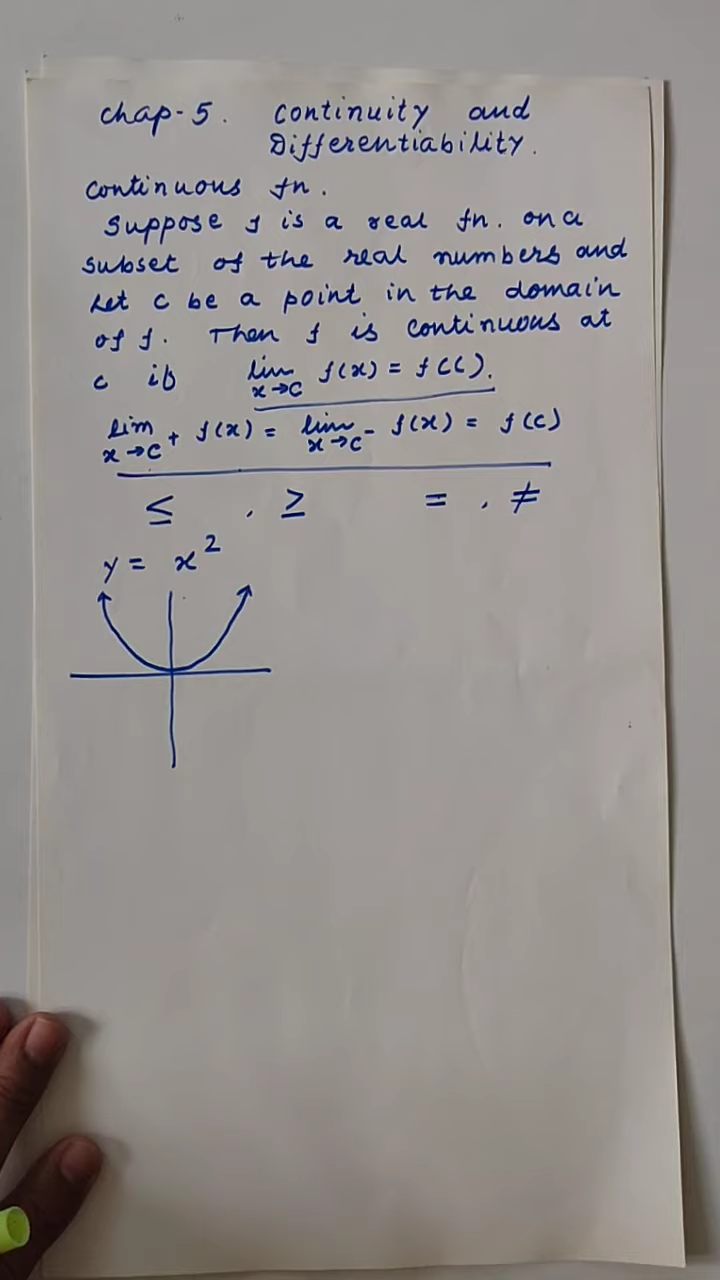 Chap-5. Continuity and
Differentiability.
Continuous fn.
Suppose f is a real fn. on a
subset of the real numbers and
let c be a point in the domain
of f. Then f is continuous at
c if lim x→c f(x) = f(c).
lim x→c+ f(x) = lim x→c- f(x) = f(c)
≤ , ≥ = , ≠
y = x²